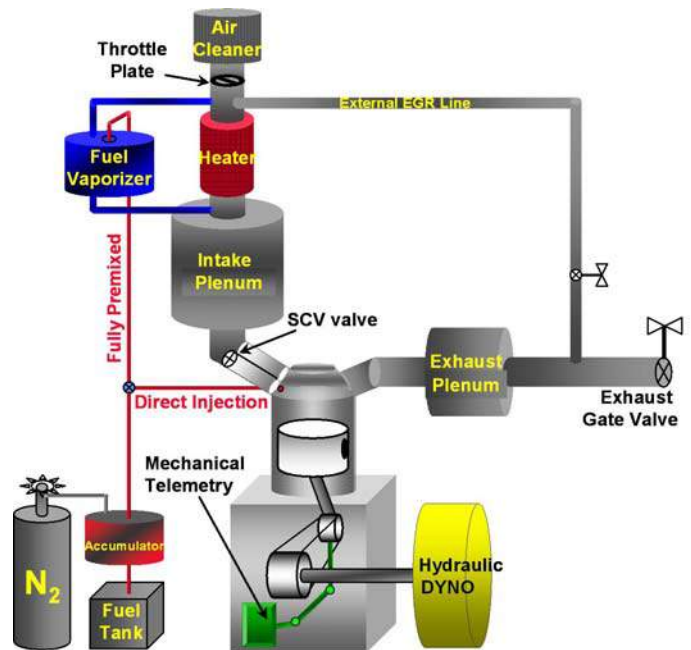 Air
Cleaner
Throttle
Plate
External EGR Line
Fuel
Vaporizer
Heater
Fully Premixed
Intake
Plenum
SCV valve
Exhaust
Plenum
Exhaust
Gate Valve
Direct Injection
Mechanical
Telemetry
N2
Accumulator
Fuel
Tank
Hydraulic
DYNO